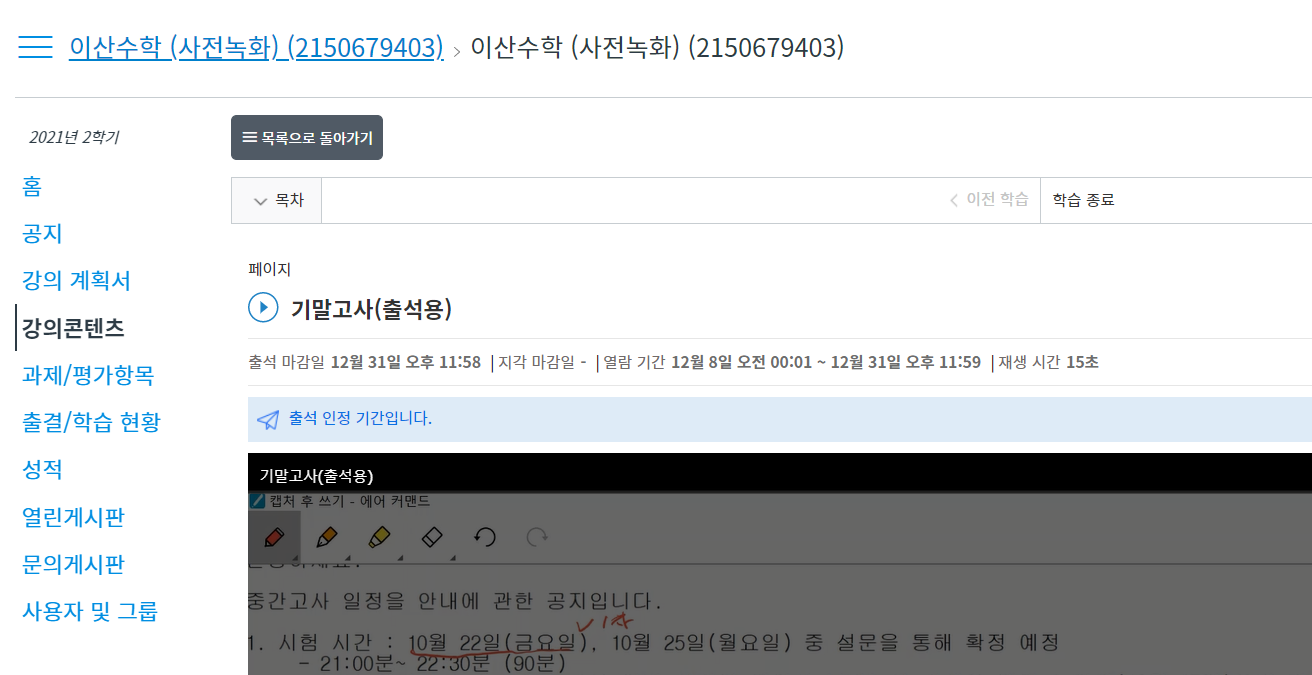 이산수학 (사전녹화) (2150679403) > 이산수학 (사전녹화) (2150679403)
2021년 2학기
홈
공지
강의 계획서
강의콘텐츠
과제/평가항목
출결/학습 현황
성적
열린게시판
문의게시판
사용자 및 그룹
목록으로 돌아가기
목차
이전 학습
학습 종료
페이지
기말고사(출석용)
출석 마감일 12월 31일 오후 11:58 | 지각 마감일 - | 열람 기간 12월 8일 오전 00:01 ~ 12월 31일 오후 11:59 | 재생 시간 15초
출석 인정 기간입니다.
기말고사(출석용)
캡처 후 쓰기 - 에어 커맨드
중간고사 일정을 안내에 관한 공지입니다.
1. 시험 시간 : 10월 22일(금요일), 10월 25일(월요일) 중 설문을 통해 확정 예정
- 21:00분~ 22:30분 (90분)